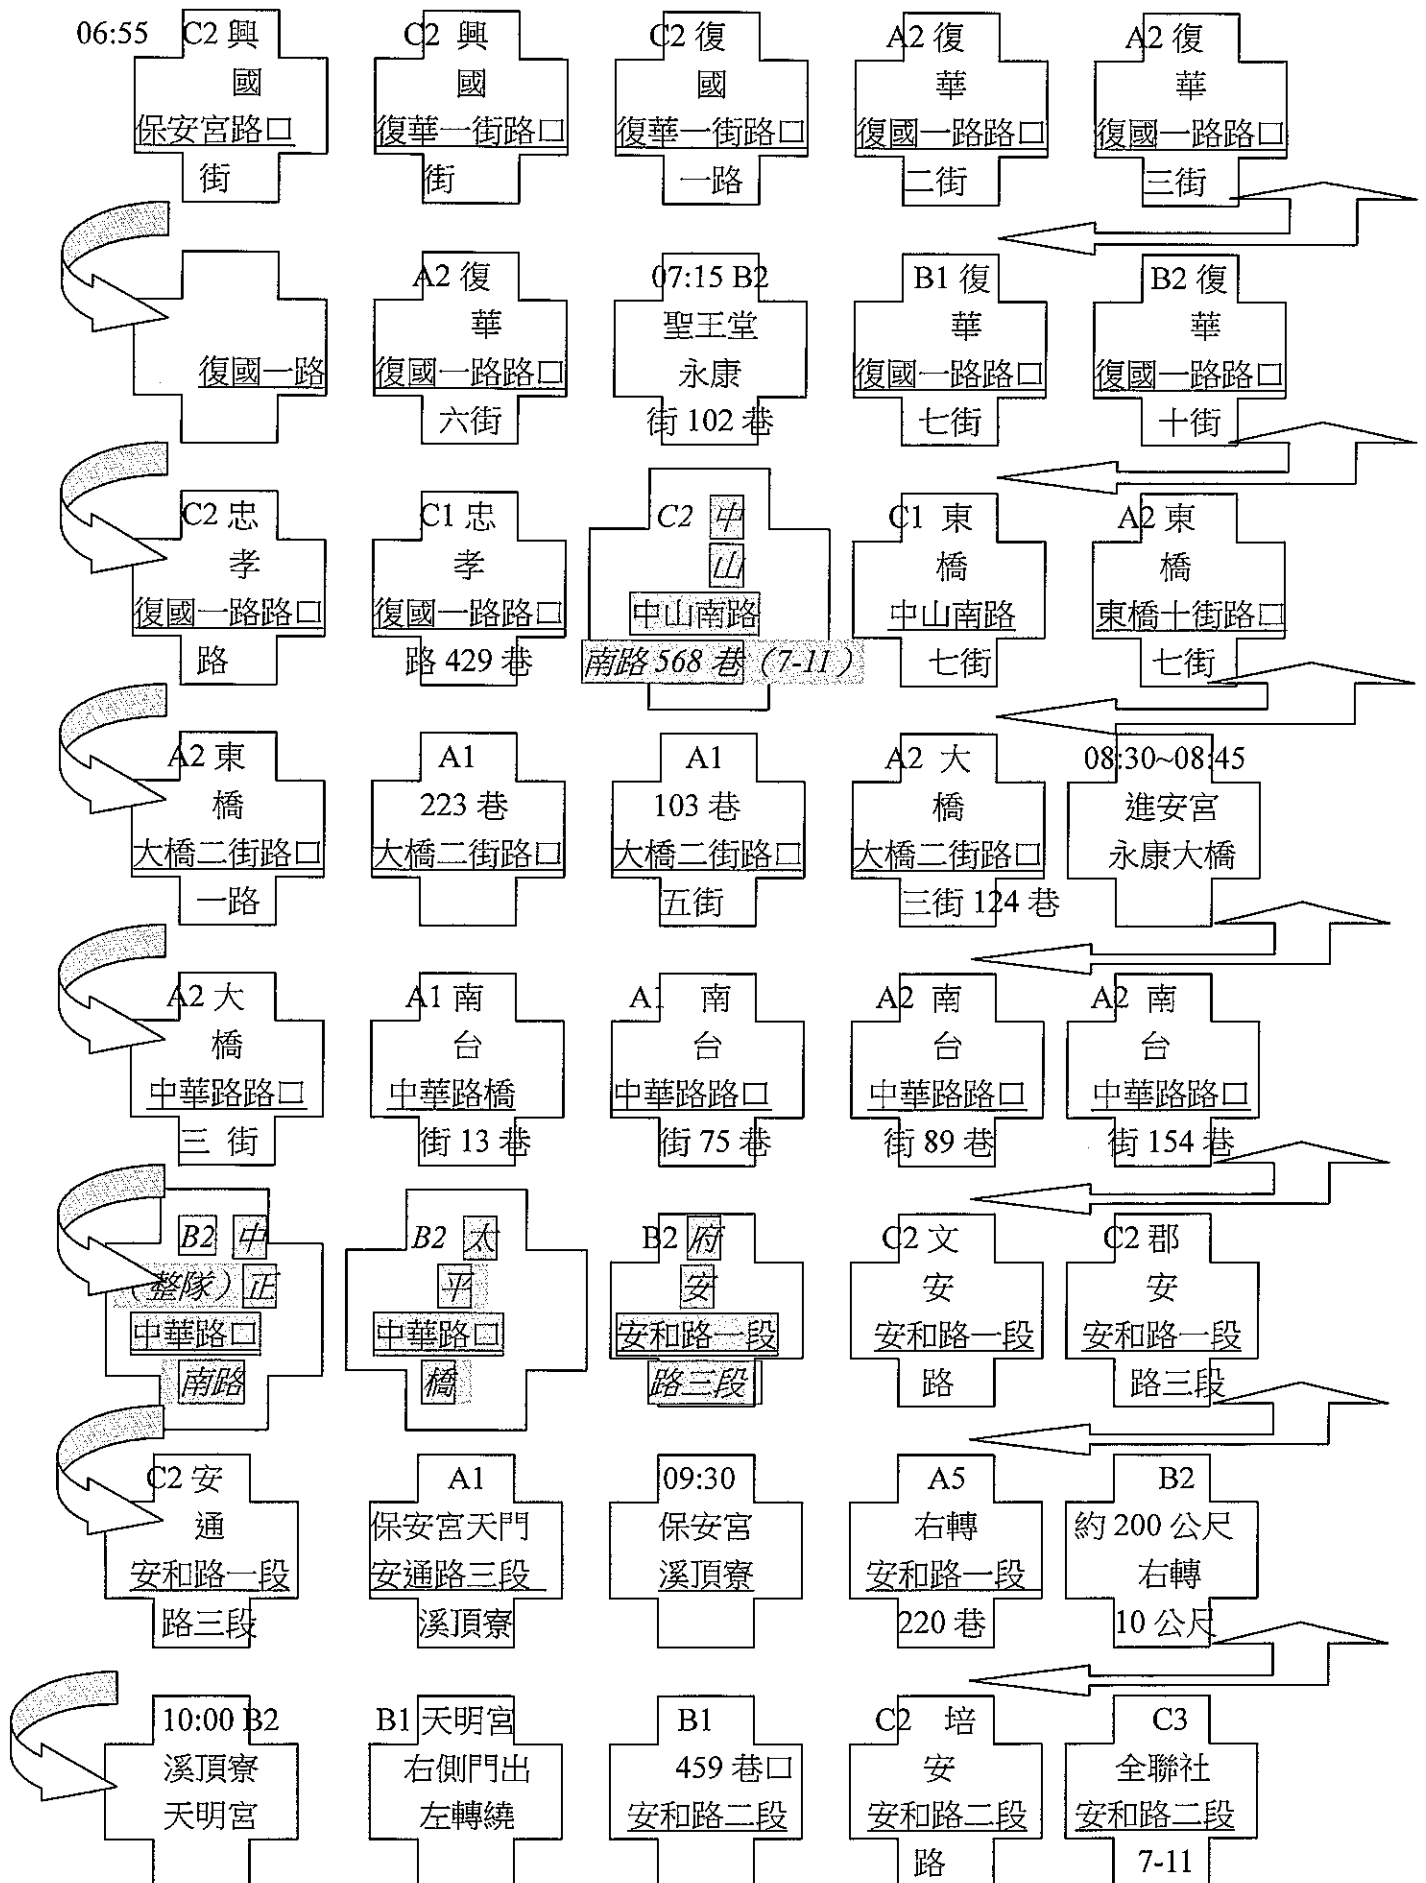 06:55 C2 興 C2 興 C2 復 A2 復 A2 復
國 國 國 華 華
保安宮路口 復華一街路口 復華一街路口 復國一路路口 復國一路路口
街 街 一路 二街 三街
A2 復 07:15 B2 B1 復 B2 復
華 聖王堂 華 華
復國一路 復國一路路口 永康 復國一路路口 復國一路路口
六街 街 102 巷 七街 十街
C2 忠 C1 忠 C2 中 C1 東 A2 東
孝 孝 山 橋 橋
復國一路路口 復國一路路口 中山南路 中山南路 東橋十街路口
路 路 429 巷 南路 568 巷（7-11） 七街 七街
A2 東 A1 A1 A2 大 08:30~08:45
橋 223 巷 103 巷 橋 進安宮
大橋二街路口 大橋二街路口 大橋二街路口 大橋二街路口 永康大橋
一路 五街 三街 124 巷
A2 大 A1 南 A1 南 A2 南 A2 南
橋 台 台 台 台
中華路路口 中華路橋 中華路路口 中華路路口 中華路路口
三 街 街 13 巷 街 75 巷 街 89 巷 街 154 巷
B2 中 B2 太 B2 府 C2 文 C2 郡
（整隊）正 平 安 安 安
中華路口 中華路口 安和路一段 安和路一段 安和路一段
南路 橋 路三段 路 路三段
C2 安 A1 09:30 A5 B2
通 保安宮天門 保安宮 右轉 約 200 公尺
安和路一段 安通路三段 溪頂寮 安和路一段 右轉
路三段 溪頂寮 220 巷 10 公尺
10:00 B2 B1 天明宮 B1 C2 培 C3
溪頂寮 右側門出 459 巷口 安 全聯社
天明宮 左轉繞 安和路二段 安和路二段 安和路二段
路 7-11